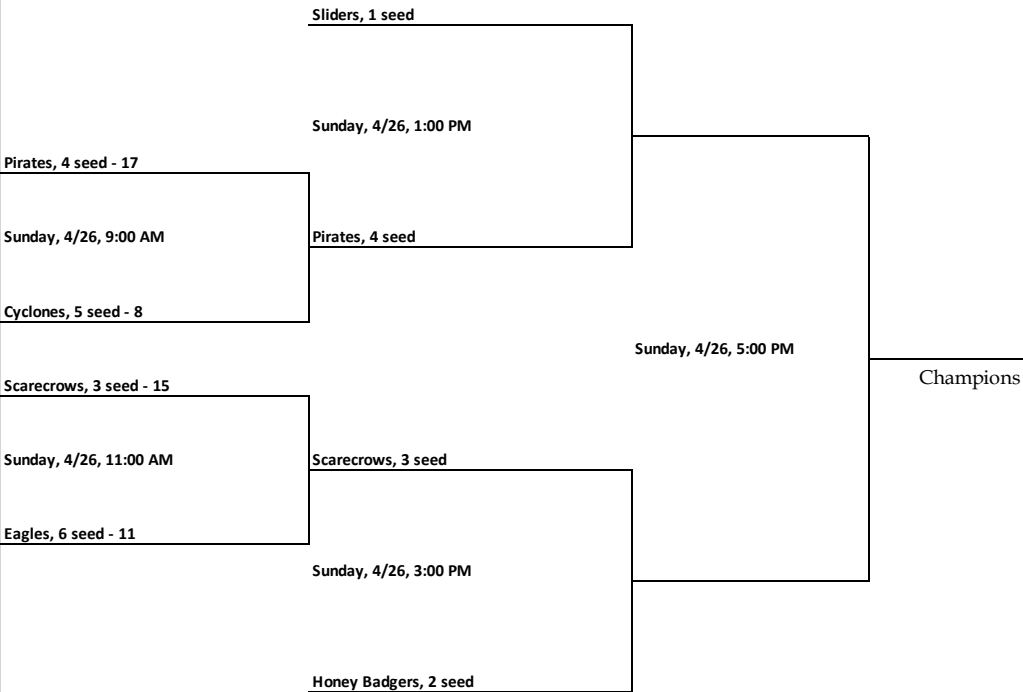 Sliders, 1 seed
Sunday, 4/26, 1:00 PM
Pirates, 4 seed - 17
Sunday, 4/26, 9:00 AM
Pirates, 4 seed
Cyclones, 5 seed - 8
Sunday, 4/26, 5:00 PM
Champions
Scarecrows, 3 seed - 15
Sunday, 4/26, 11:00 AM
Scarecrows, 3 seed
Eagles, 6 seed - 11
Sunday, 4/26, 3:00 PM
Honey Badgers, 2 seed